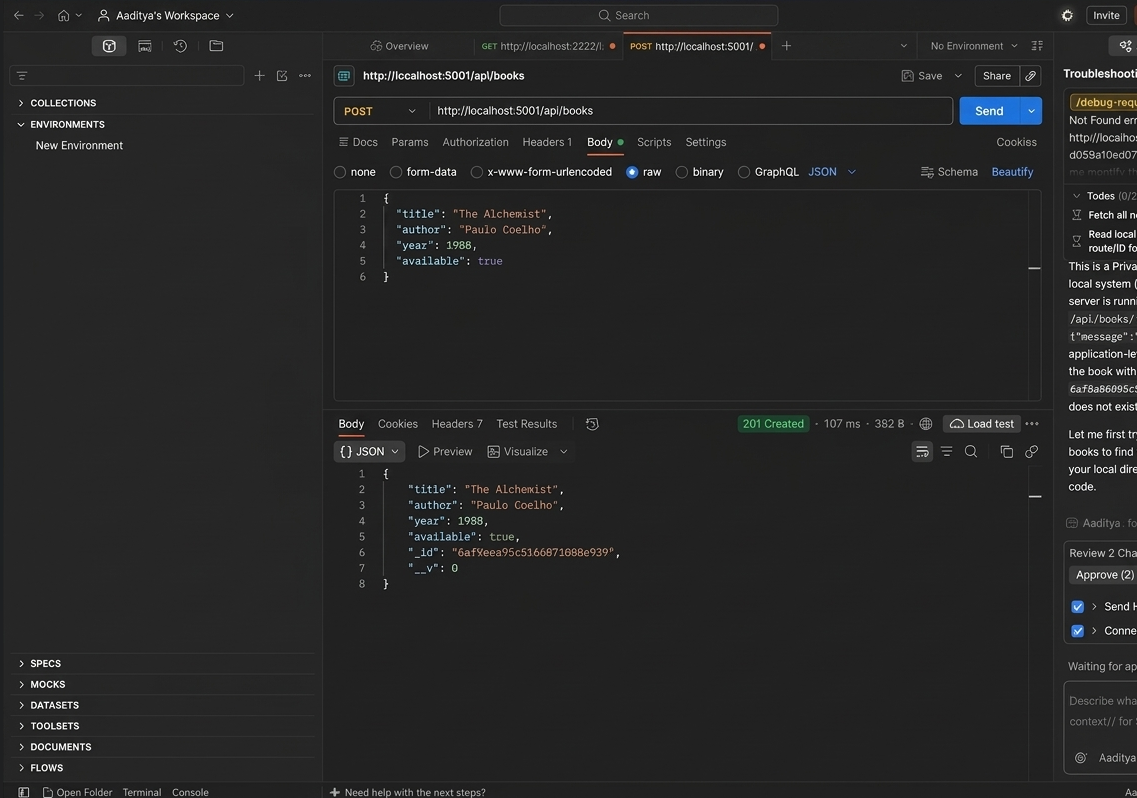 Aaditya's Workspace
Search
Invite
Overview
GET http://localhost:2222/l:
POST http://localhost:5001/
No Environment
COLLECTIONS
ENVIRONMENTS
New Environment
SPECS
MOCKS
DATASETS
TOOLSETS
DOCUMENTS
FLOWS
http://lccalhost:S001/api/books
Save
Share
POST
http://localhost:5001/api/books
Send
Docs Params Authorization Headers 1 Body Scripts Settings
Cookiss
none form-data x-www-form-urlencoded raw binary GraphQL JSON
Schema Beautify
1 {
2 "title": "The Alchemist",
3 "author": "Paulo Coelho",
4 "year": 1988,
5 "available": true
6 }
Body Cookies Headers 7 Test Results
201 Created · 107 ms · 382 B
Load test
{} JSON Preview Visualize
1 {
2 "title": "The Alchemist",
3 "author": "Paulo Coelho",
4 "year": 1988,
5 "available": true,
6 "_id":
7 "__v": 0
8 }
Troubleshooti
/debug-requ
Not Found err
http://localhos
d059a10ed07
Todes (0/2
Fetch all n
Read local
route/ID fo
This is a Priva
local system (
server is runni
/api./books/
t"message":"
application-le
the book with
6af8a86095c5
does not exist
Let me first try
books to find
your local dire
code.
Aaditya . fo
Review 2 Cha
Approve (2)
Send H
Conne
Waiting for ap
Describe wha
context// for S
Aaditya
Open Folder Terminal Console
Need help with the next steps?
Aa